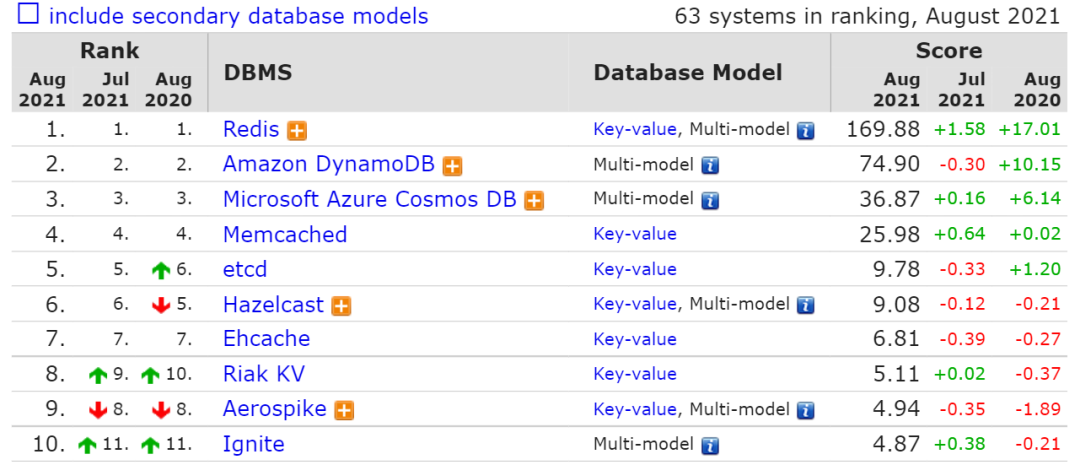 include secondary database models 63 systems in ranking, August 2021
Rank DBMS Database Model Score
Aug 2021 Jul 2021 Aug 2020 Aug 2021 Jul 2021 Aug 2020
1. 1. 1. Redis Key-value, Multi-model 169.88 +1.58 +17.01
2. 2. 2. Amazon DynamoDB Multi-model 74.90 -0.30 +10.15
3. 3. 3. Microsoft Azure Cosmos DB Multi-model 36.87 +0.16 +6.14
4. 4. 4. Memcached Key-value 25.98 +0.64 +0.02
5. 5. 6. etcd Key-value 9.78 -0.33 +1.20
6. 6. 5. Hazelcast Key-value, Multi-model 9.08 -0.12 -0.21
7. 7. 7. Ehcache Key-value 6.81 -0.39 -0.27
8. 9. 10. Riak KV Key-value 5.11 +0.02 -0.37
9. 8. 8. Aerospike Key-value, Multi-model 4.94 -0.35 -1.89
10. 11. 11. Ignite Multi-model 4.87 +0.38 -0.21